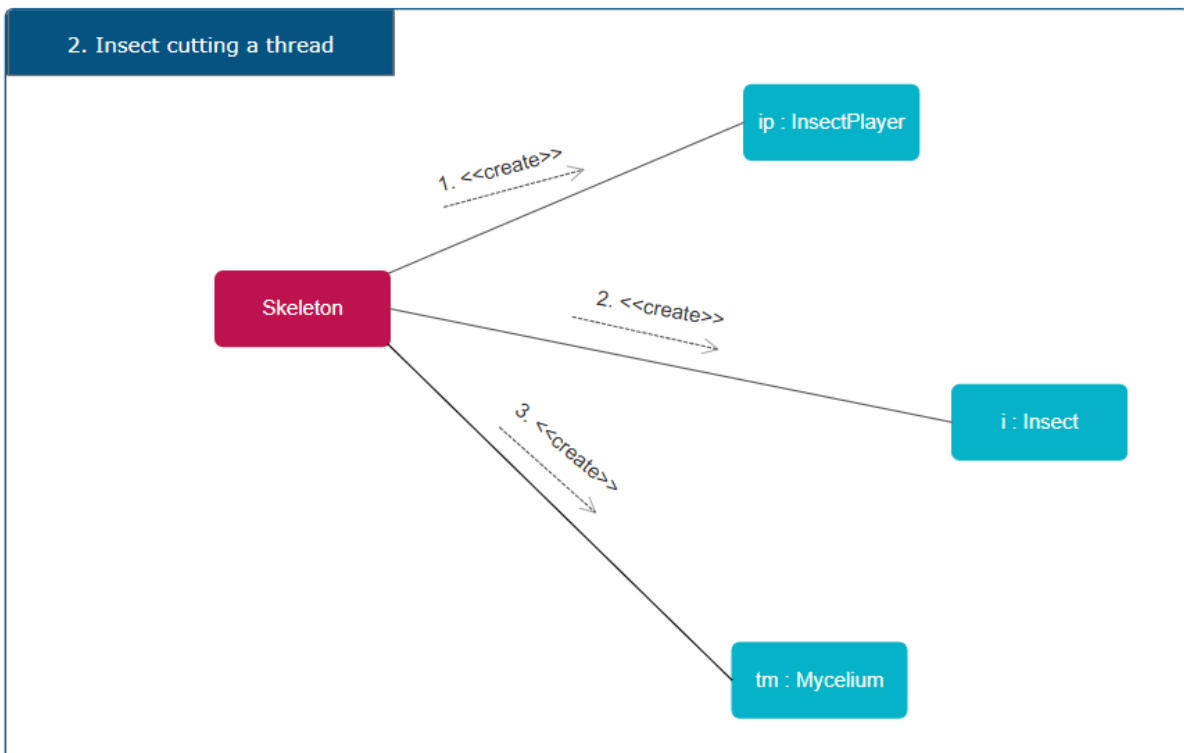 2. Insect cutting a thread
ip : InsectPlayer
1. <<create>>
Skeleton
2. <<create>>
i : Insect
3. <<create>>
tm : Mycelium